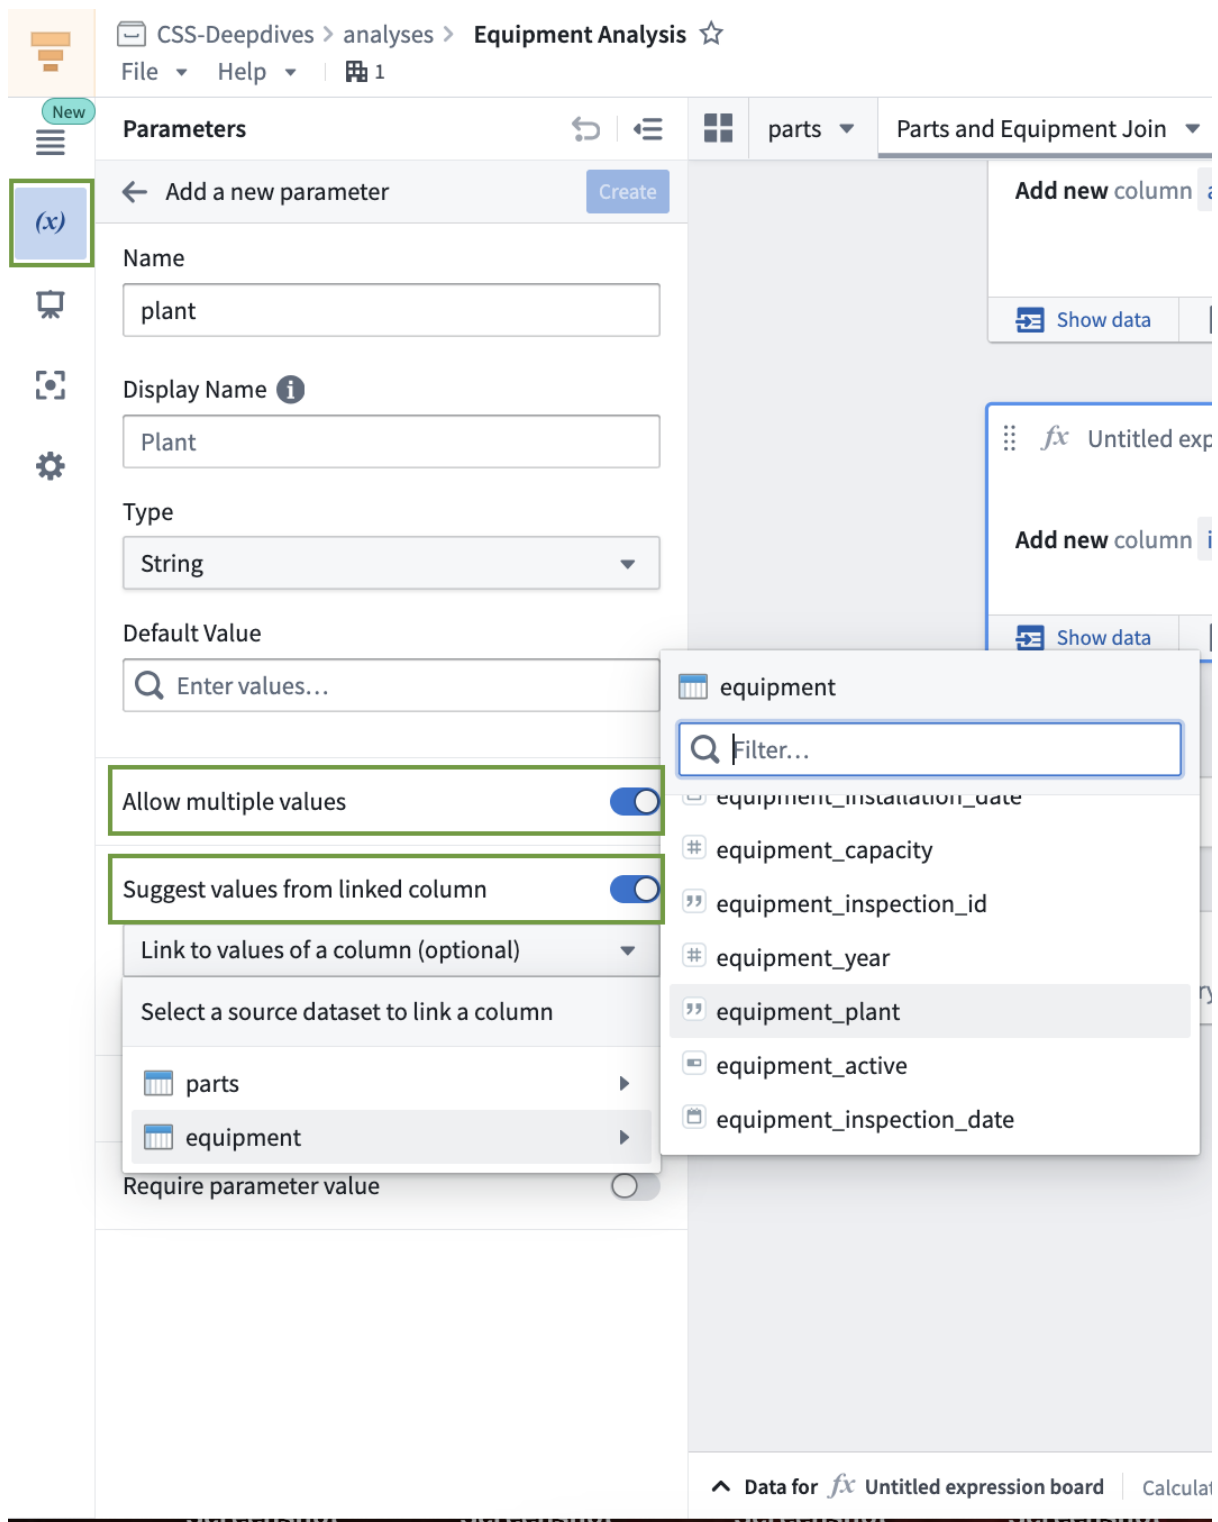 CSS-Deepdives > analyses > Equipment Analysis
File Help 1
New
Parameters
parts
Parts and Equipment Join
Add a new parameter
Create
(x)
Name
plant
Display Name
Plant
Type
String
Default Value
Enter values...
Allow multiple values
Suggest values from linked column
Link to values of a column (optional)
Select a source dataset to link a column
parts
equipment
Require parameter value
Add new column
Show data
fx Untitled exp
Add new column
Show data
equipment
Filter...
equipment_installation_date
# equipment_capacity
equipment_inspection_id
# equipment_year
equipment_plant
equipment_active
equipment_inspection_date
Data for fx Untitled expression board
Calculat